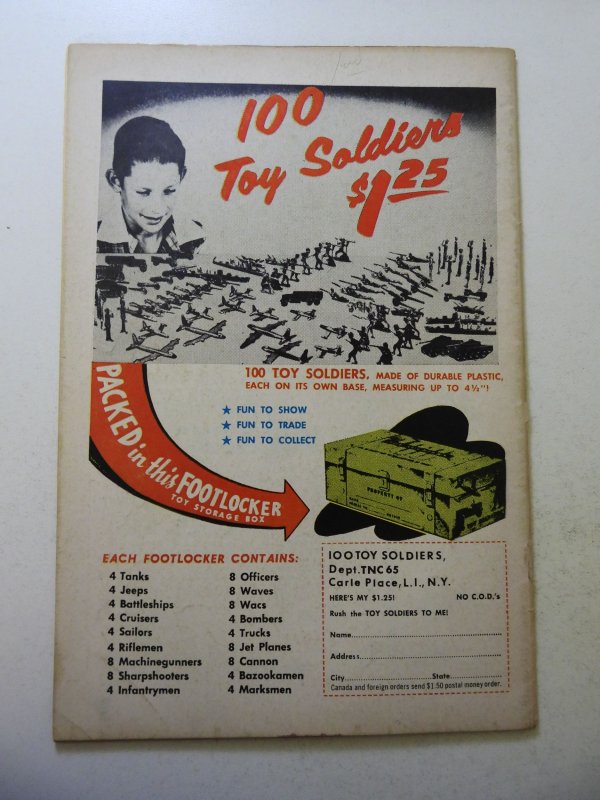 100
Toy Soldiers
$1.25
100 TOY SOLDIERS, MADE OF DURABLE PLASTIC,
EACH ON ITS OWN BASE, MEASURING UP TO 4½"!
★ FUN TO SHOW
★ FUN TO TRADE
★ FUN TO COLLECT
PACKED in this FOOTLOCKER
TOY STORAGE BOX
PROPERTY OF
EACH FOOTLOCKER CONTAINS:
4 Tanks
4 Jeeps
4 Battleships
4 Cruisers
4 Sailors
4 Riflemen
8 Machinegunners
8 Sharpshooters
4 Infantrymen
8 Officers
8 Waves
8 Wacs
4 Bombers
4 Trucks
8 Jet Planes
8 Cannon
4 Bazookamen
4 Marksmen
100 TOY SOLDIERS,
Dept. TNC65
Carle Place, L.I., N.Y.
HERE'S MY $1.25! NO C.O.D.'s
Rush the TOY SOLDIERS TO ME!
Name
Address
City State
Canada and foreign orders send $1.50 postal money order.